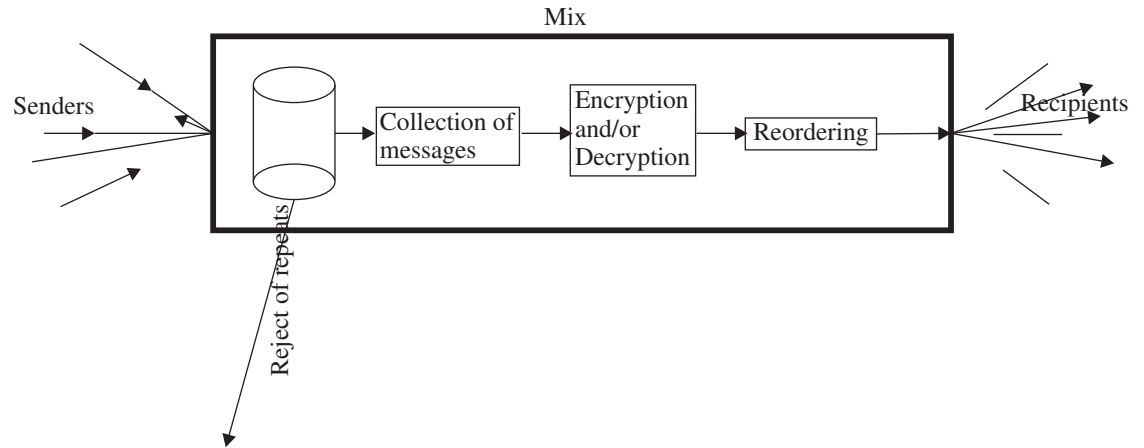 Mix
Senders
Collection of
messages
Encryption
and/or
Decryption
Reordering
Recipients
Reject of repeats